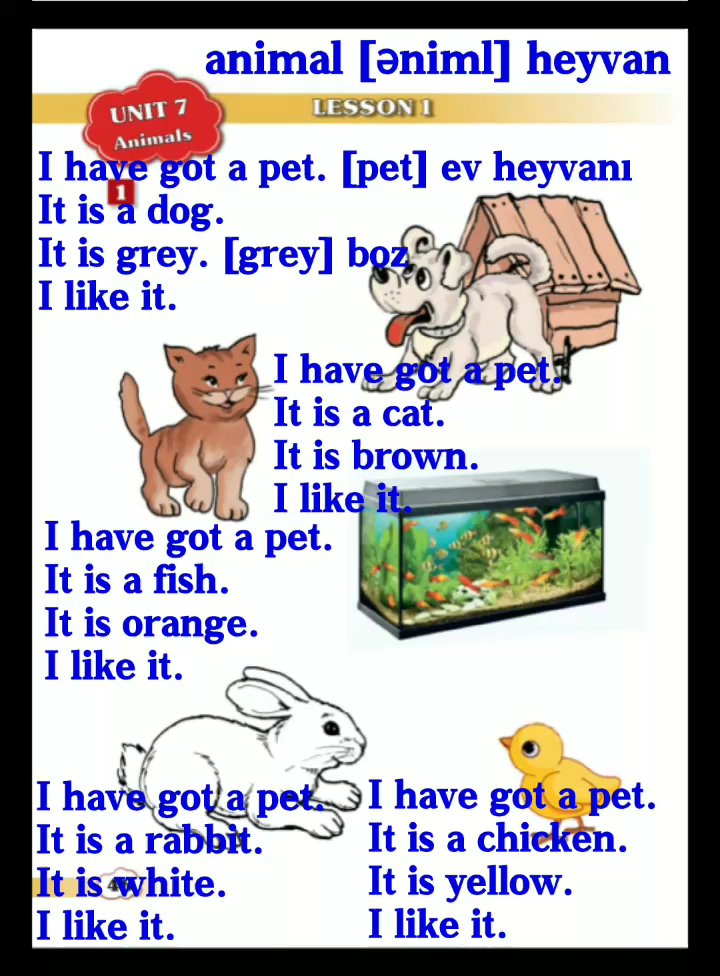 animal [əniml] heyvan
UNIT 7
Animals
LESSON 1
I have got a pet. [pet] ev heyvanı
1
It is a dog.
It is grey. [grey] boz
I like it.
I have got a pet.
It is a cat.
It is brown.
I like it.
I have got a pet.
It is a fish.
It is orange.
I like it.
I have got a pet.
It is a rabbit.
It is white.
I like it.
I have got a pet.
It is a chicken.
It is yellow.
I like it.